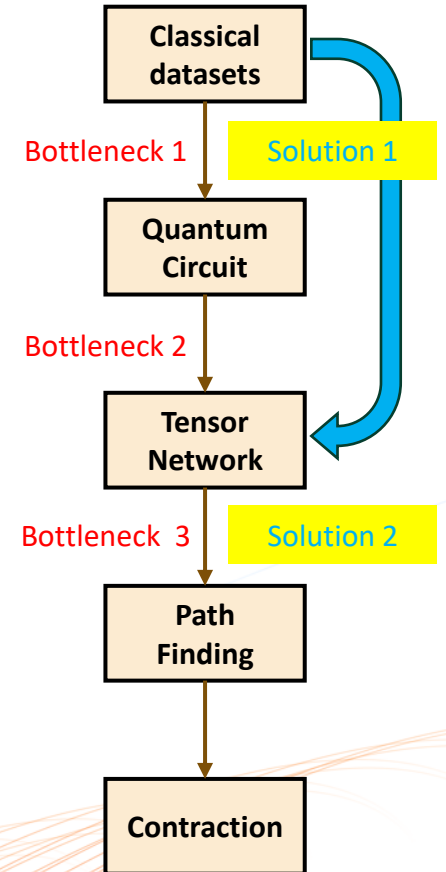 Classical
datasets
Bottleneck 1
Solution 1
Quantum
Circuit
Bottleneck 2
Tensor
Network
Bottleneck 3
Solution 2
Path
Finding
Contraction